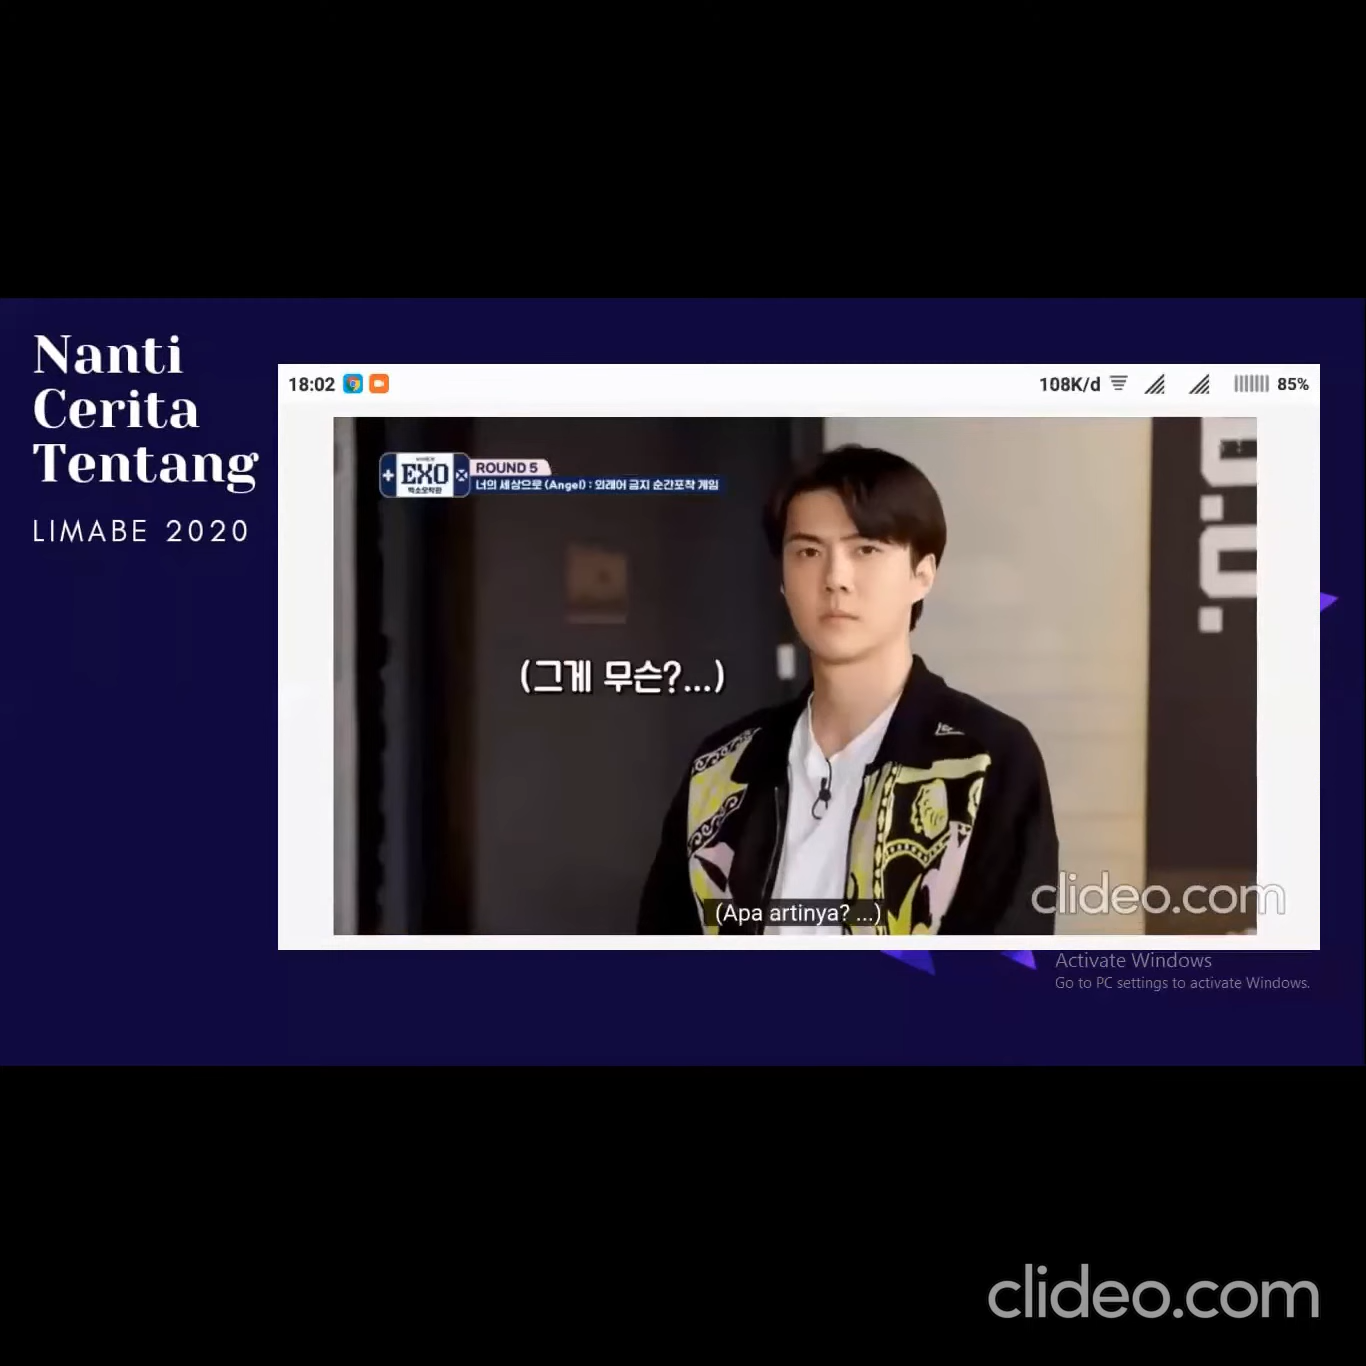 Nanti
Cerita
Tentang
LIMABE 2020
18:02
108K/d
85%
EXO
ROUND 5
너의 세상으로 (Angel) : 외래어 금지 순간포착 게임
(그게 무슨?...)
(Apa artinya? ...)
clideo.com
Activate Windows
Go to PC settings to activate Windows.
clideo.com